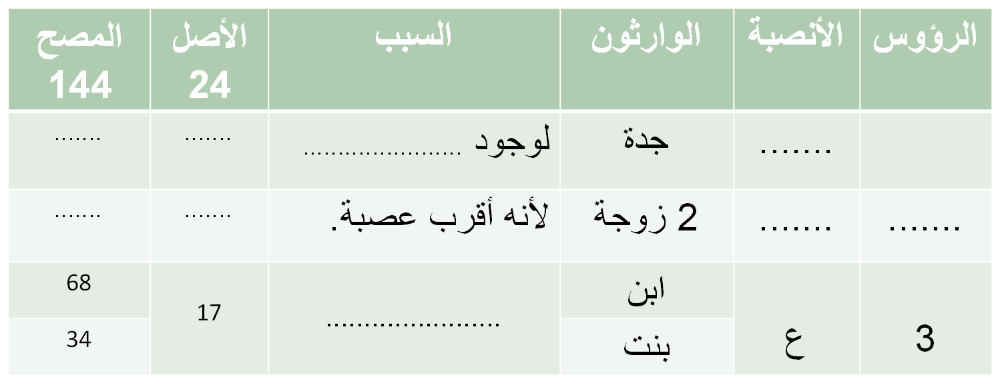 الرؤوس الأنصبة الوارثون السبب الأصل 24 المصح 144
....... جدة لوجود ...................... ....... .......
....... ....... 2 زوجة لأنه أقرب عصبة. ....... .......
3 ع ابن ...................... 17 68
بنت 34